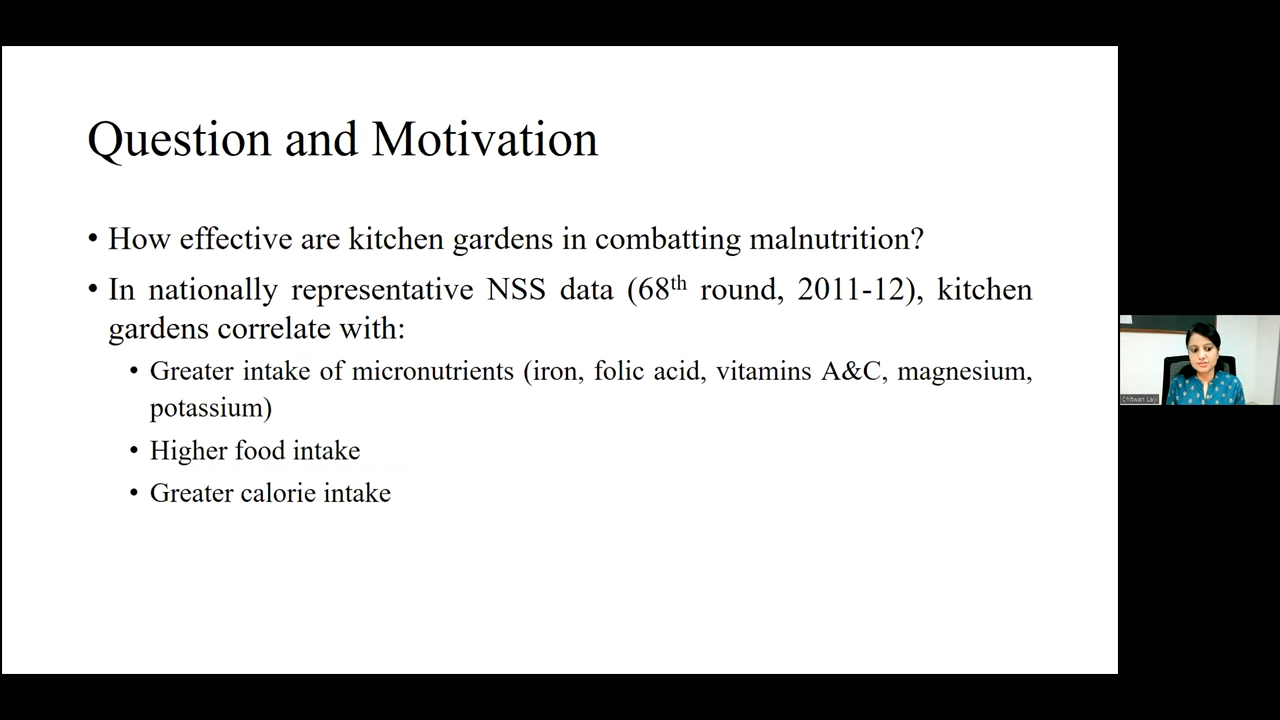 Question and Motivation
• How effective are kitchen gardens in combatting malnutrition?
• In nationally representative NSS data (68th round, 2011-12), kitchen
gardens correlate with:
• Greater intake of micronutrients (iron, folic acid, vitamins A&C, magnesium,
potassium)
• Higher food intake
• Greater calorie intake
Chitwan Lalji